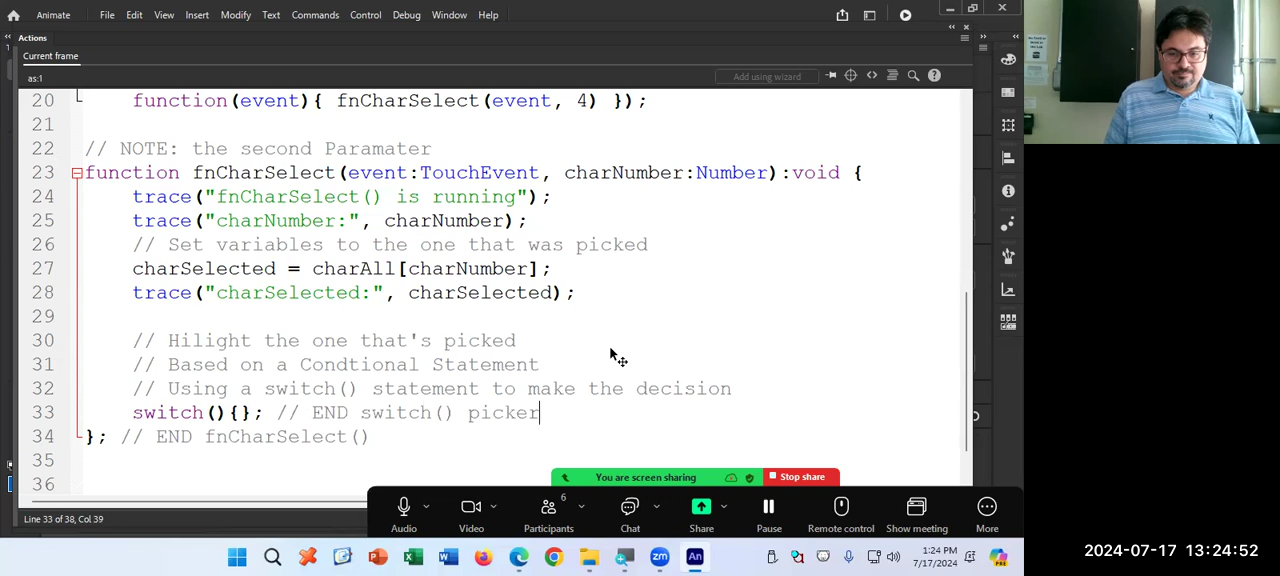 Animate File Edit View Insert Modify Text Commands Control Debug Window Help
Actions
Current frame
as:1
Add using wizard
20 function(event){ fnCharSelect(event, 4) });
21
22 // NOTE: the second Paramater
23 function fnCharSelect(event:TouchEvent, charNumber:Number):void {
24 trace("fnCharSelect() is running");
25 trace("charNumber:", charNumber);
26 // Set variables to the one that was picked
27 charSelected = charAll[charNumber];
28 trace("charSelected:", charSelected);
29
30 // Hilight the one that's picked
31 // Based on a Condtional Statement
32 // Using a switch() statement to make the decision
33 switch(){}; // END switch() picker
34 }; // END fnCharSelect()
35
36
You are screen sharing Stop share
6
Audio Video Participants Chat Share Pause Remote control Show meeting More
Line 33 of 38, Col 39
zm An
1:24 PM
7/17/2024
PRE
2024-07-17 13:24:52